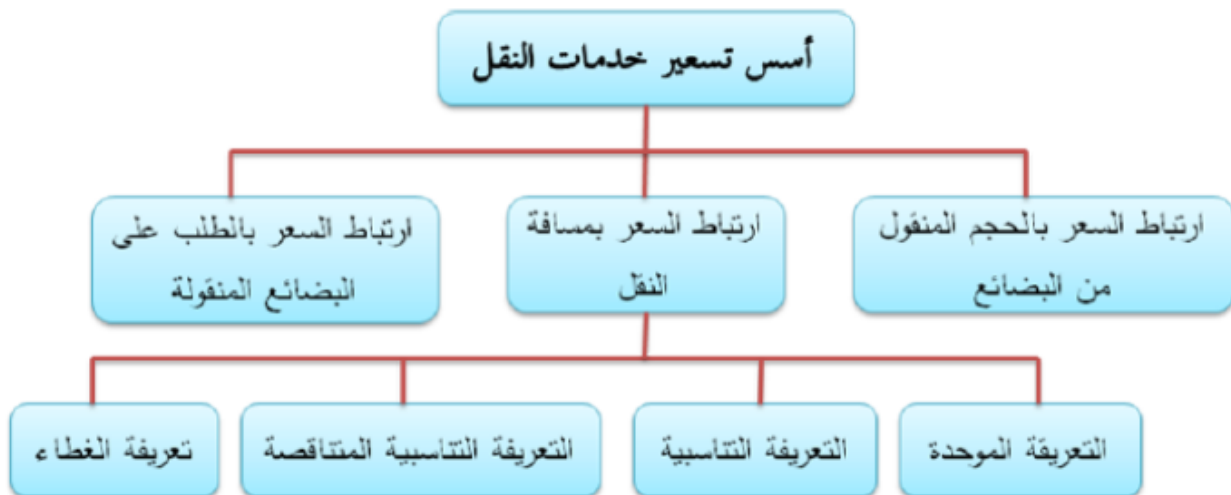 أسس تسعير خدمات النقل
ارتباط السعر بالحجم المنقول
من البضائع
ارتباط السعر بمسافة
النقل
ارتباط السعر بالطلب على
البضائع المنقولة
التعريفة الموحدة
التعريفة التناسبية
التعريفة التناسبية المتناقصة
تعريفة الغطاء